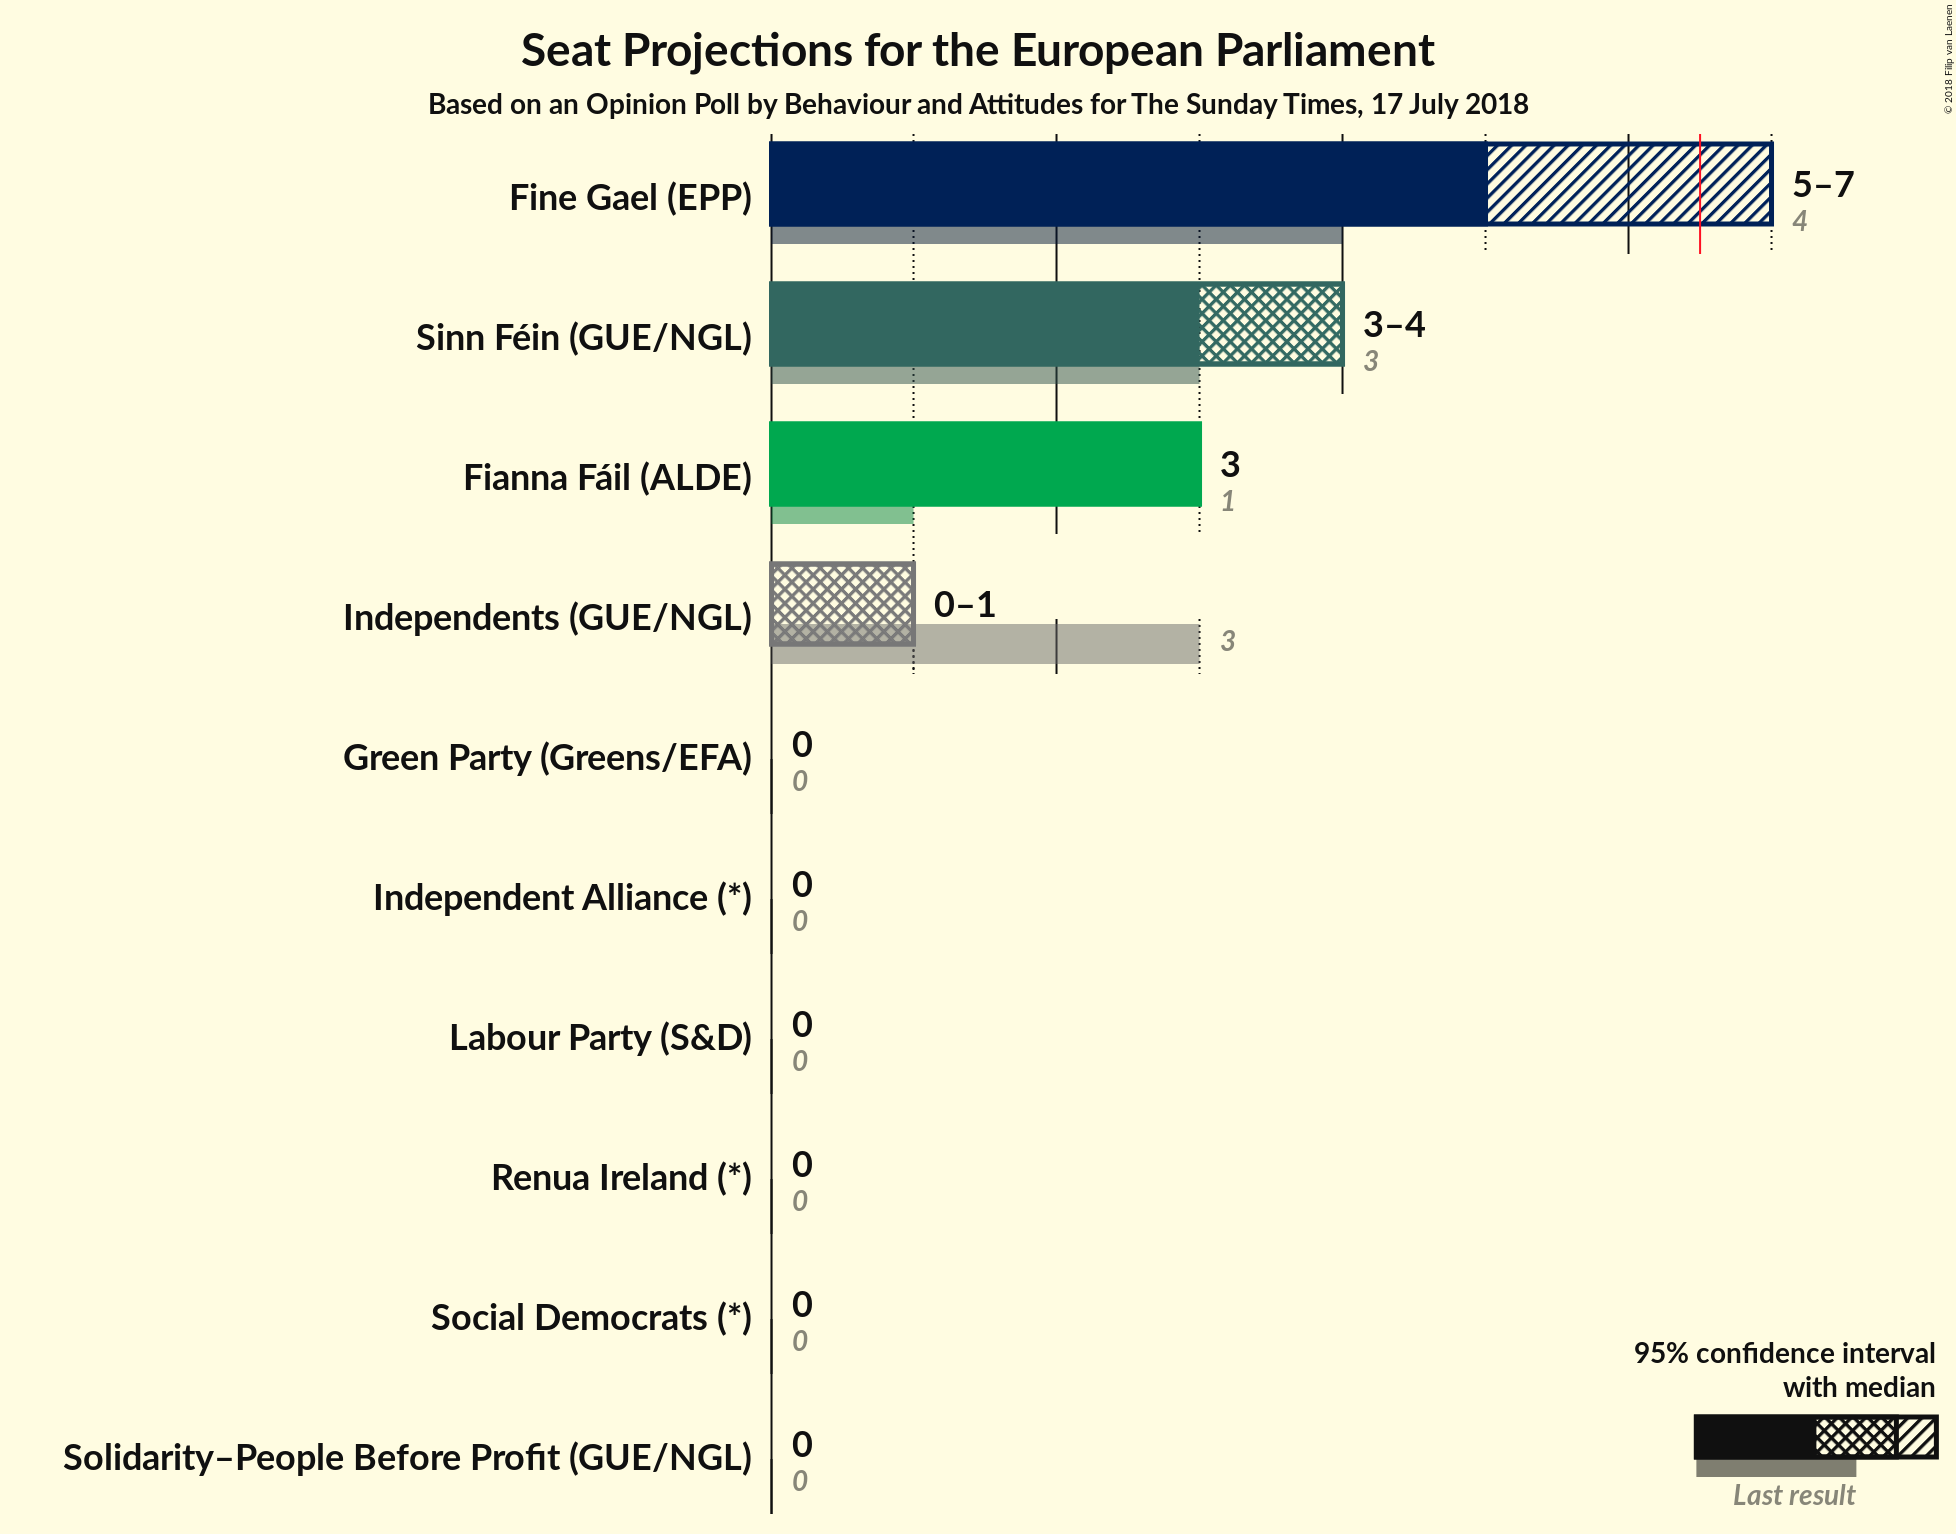 Seat Projections for the European Parliament
Based on an Opinion Poll by Behaviour and Attitudes for The Sunday Times, 17 July 2018
© 2018 Filip van Laenen
Fine Gael (EPP)
5–7
4
Sinn Féin (GUE/NGL)
3–4
3
Fianna Fáil (ALDE)
3
1
Independents (GUE/NGL)
0–1
3
Green Party (Greens/EFA)
0
0
Independent Alliance (*)
0
0
Labour Party (S&D)
0
0
Renua Ireland (*)
0
0
Social Democrats (*)
0
0
Solidarity–People Before Profit (GUE/NGL)
0
0
95% confidence interval
with median
Last result